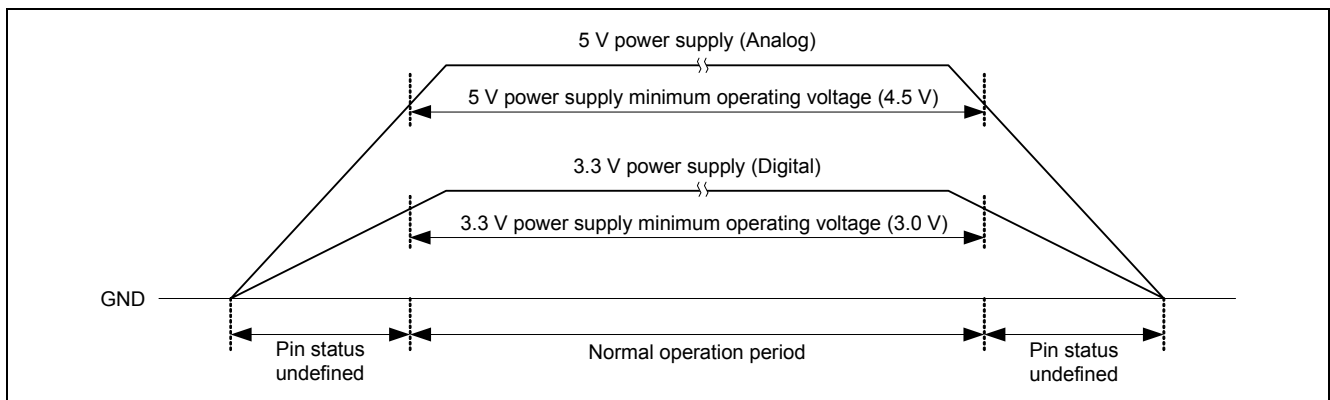 5 V power supply (Analog)
5 V power supply minimum operating voltage (4.5 V)
3.3 V power supply (Digital)
3.3 V power supply minimum operating voltage (3.0 V)
GND
Pin status
undefined
Normal operation period
Pin status
undefined